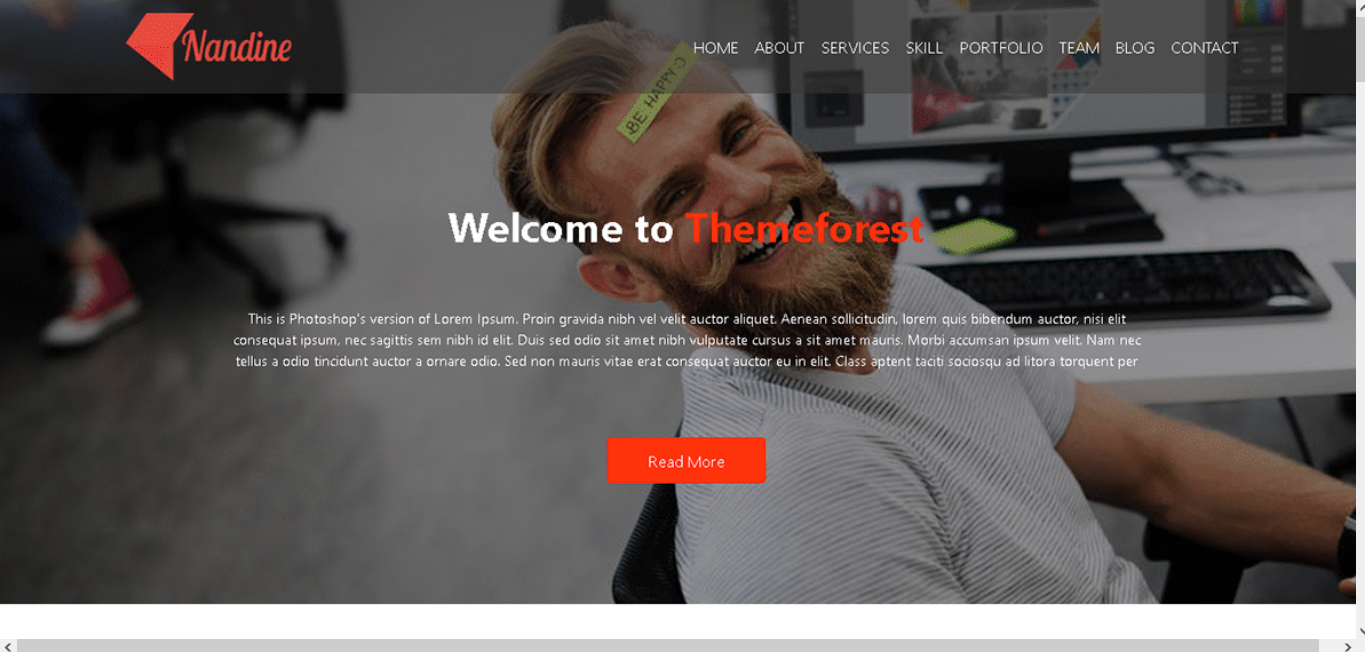 Nandine
HOME ABOUT SERVICES SKILL PORTFOLIO TEAM BLOG CONTACT
BE HAPPY
Welcome to Themeforest
This is Photoshop's version of Lorem Ipsum. Proin gravida nibh vel velit auctor aliquet. Aenean sollicitudin, lorem quis bibendum auctor, nisi elit
consequat ipsum, nec sagittis sem nibh id elit. Duis sed odio sit amet nibh vulputate cursus a sit amet mauris. Morbi accumsan ipsum velit. Nam nec
tellus a odio tincidunt auctor a ornare odio. Sed non mauris vitae erat consequat auctor eu in elit. Class aptent taciti sociosqu ad litora torquent per
Read More